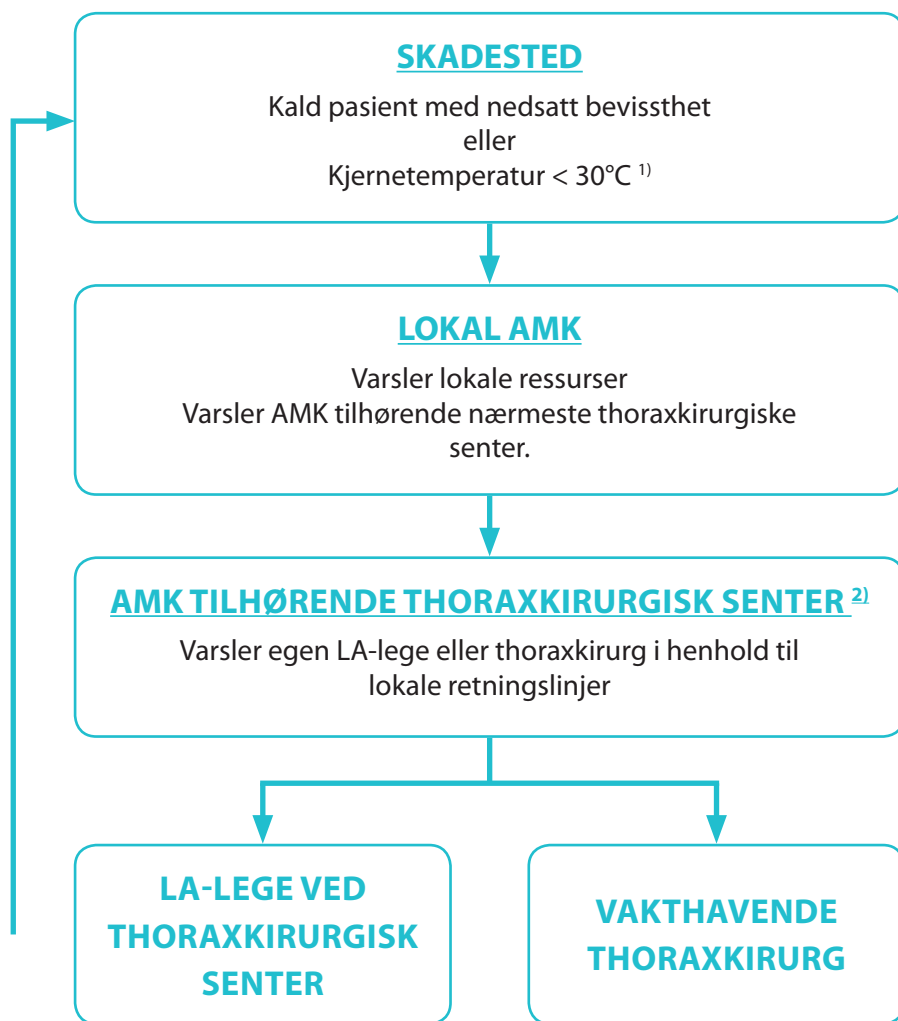 SKADESTED
Kald pasient med nedsatt bevissthet
eller
Kjernetemperatur < 30°C 1)
LOKAL AMK
Varsler lokale ressurser
Varsler AMK tilhørende nærmeste thoraxkirurgiske
senter.
AMK TILHØRENDE THORAXKIRURGISK SENTER 2)
Varsler egen LA-lege eller thoraxkirurg i henhold til
lokale retningslinjer
LA-LEGE VED
THORAXKIRURGISK
SENTER
VAKTHAVENDE
THORAXKIRURG